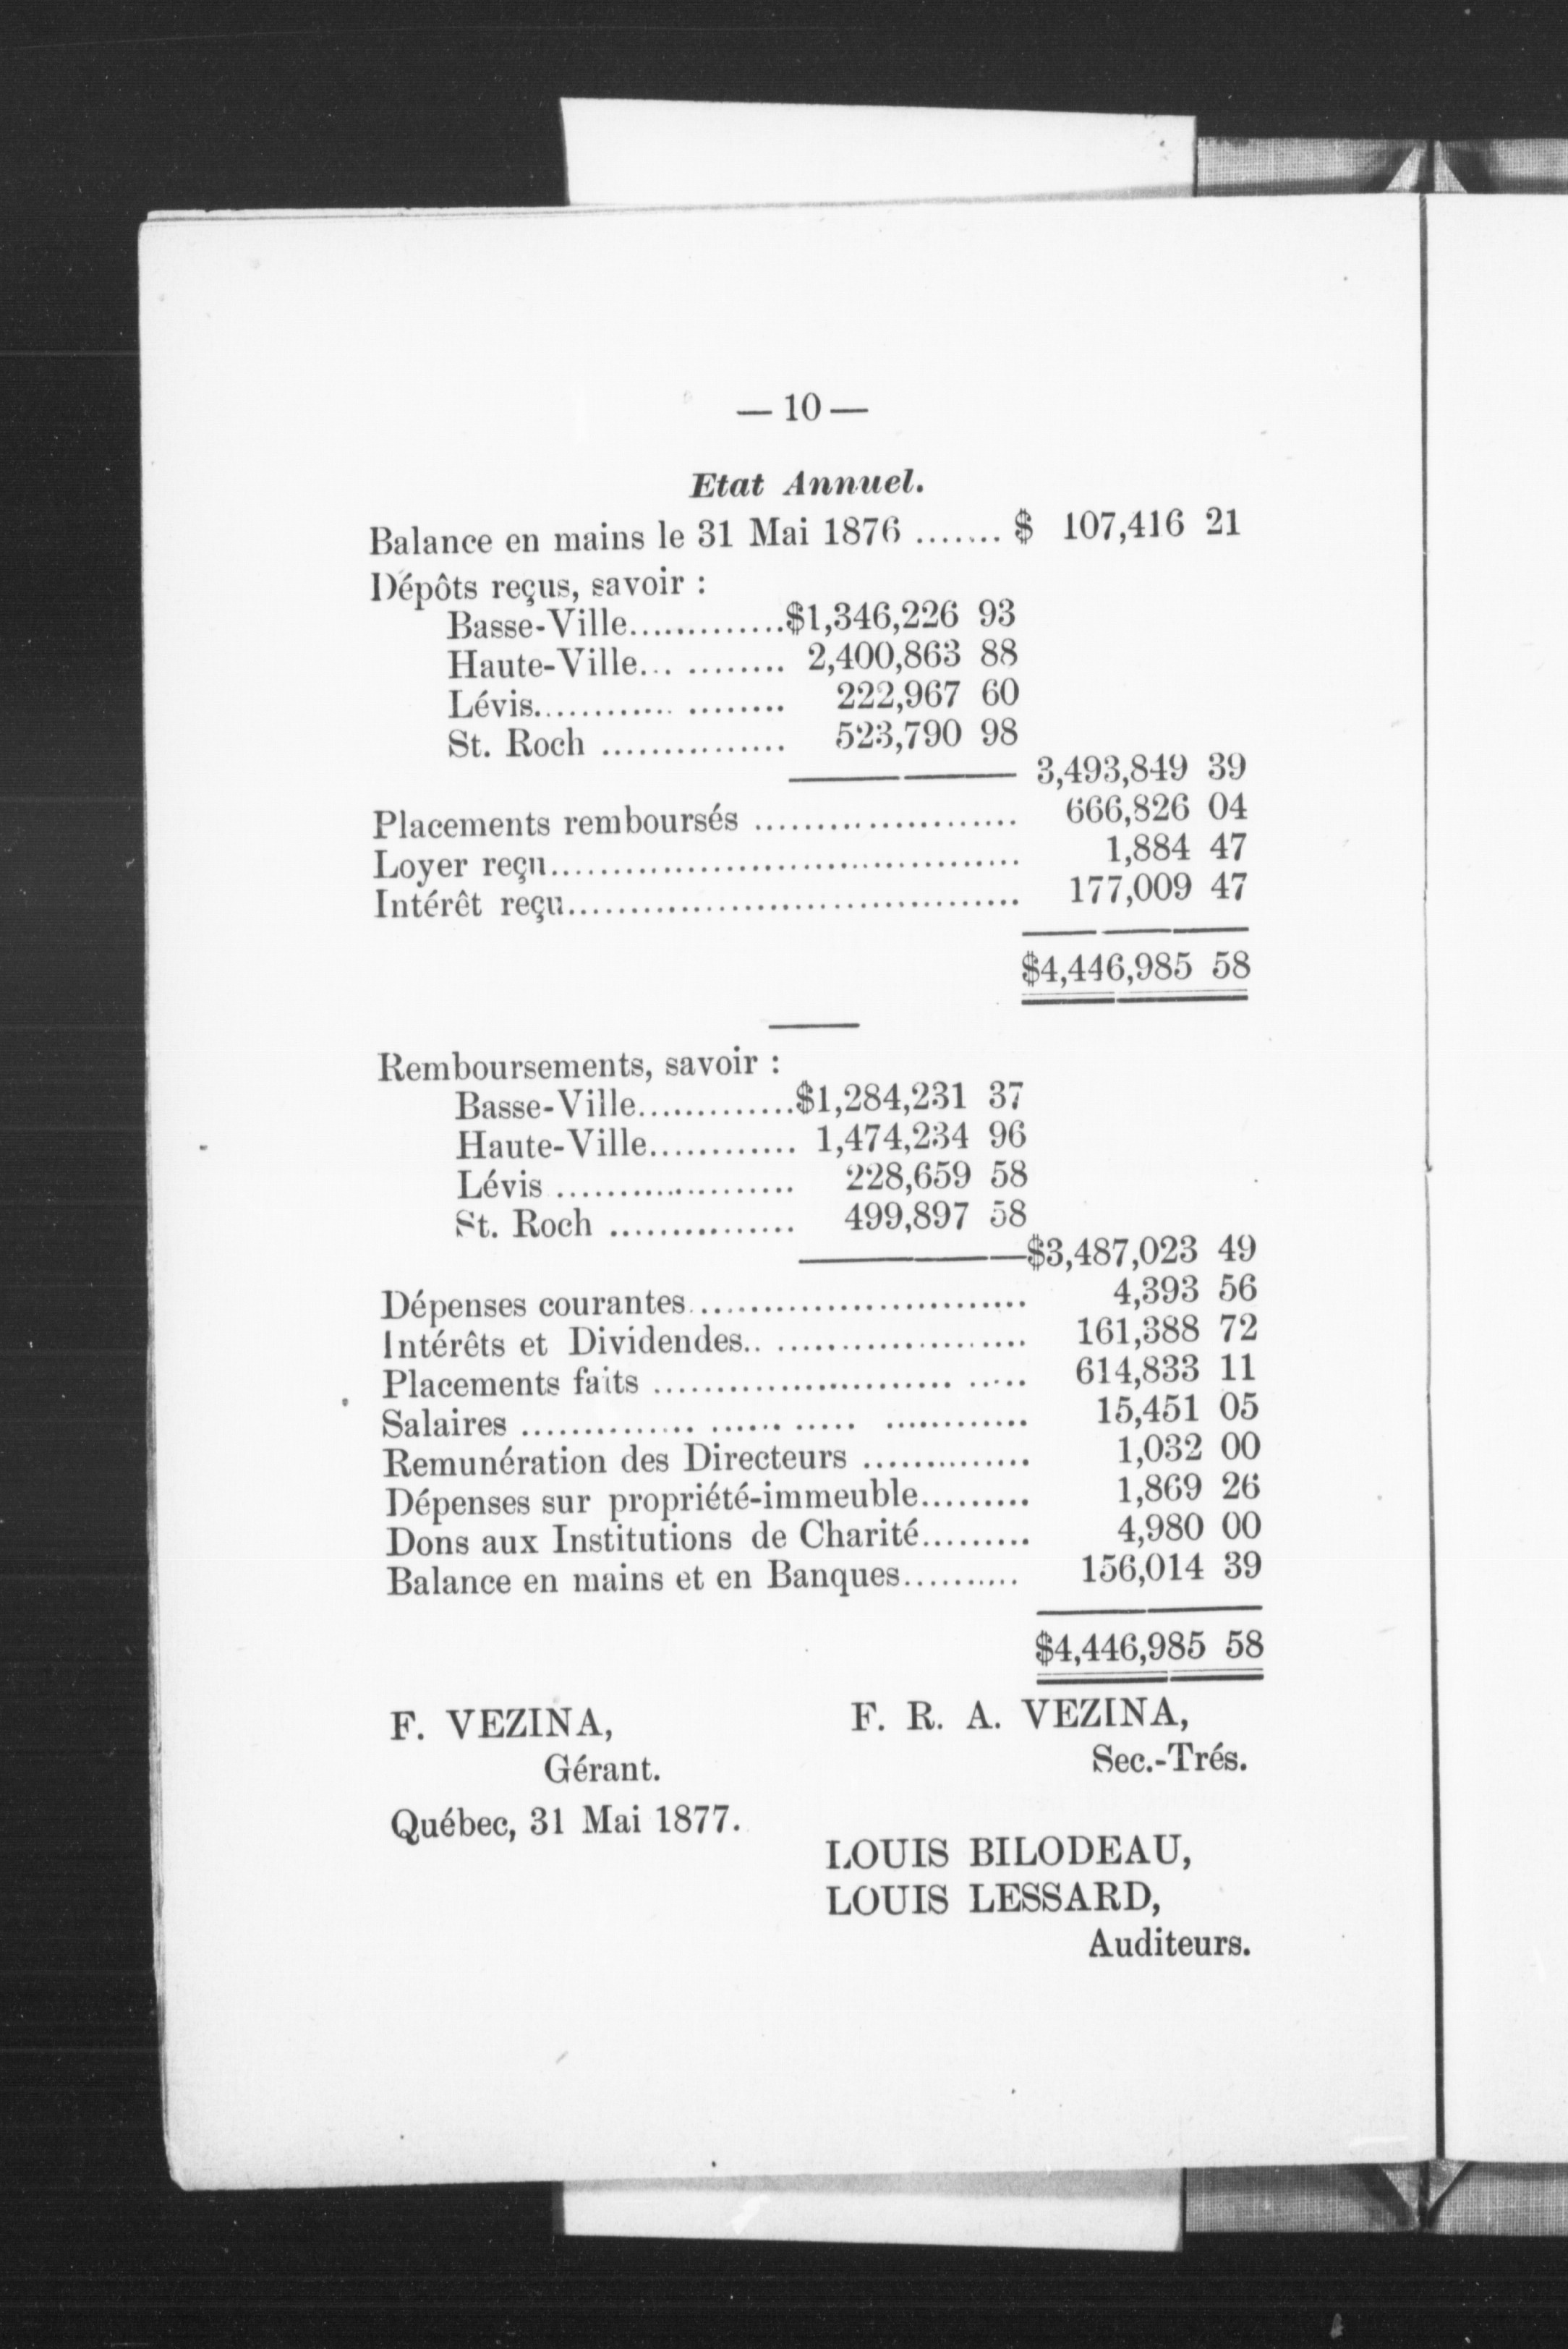 — 10 —
Etat Annuel.
Balance en mains le 31 Mai 1876 ....... $ 107,416 21
Dépôts reçus, savoir :
Basse-Ville.............$1,346,226 93
Haute-Ville... ........ 2,400,863 88
Lévis............. ........ 222,967 60
St. Roch ............... 523,790 98
3,493,849 39
Placements remboursés ...................... 666,826 04
Loyer reçu....................................... 1,884 47
Intérêt reçu...................................... 177,009 47
$4,446,985 58
Remboursements, savoir :
Basse-Ville.............$1,284,231 37
Haute-Ville............ 1,474,234 96
Lévis .................... 228,659 58
St. Roch ............... 499,897 58
$3,487,023 49
Dépenses courantes............................ 4,393 56
Intérêts et Dividendes.. .................... 161,388 72
Placements faits ......................... ..... 614,833 11
Salaires .............. ...... ..... ............ 15,451 05
Remunération des Directeurs .............. 1,032 00
Dépenses sur propriété-immeuble......... 1,869 26
Dons aux Institutions de Charité......... 4,980 00
Balance en mains et en Banques.......... 156,014 39
$4,446,985 58
F. VEZINA,
Gérant.
F. R. A. VEZINA,
Sec.-Trés.
Québec, 31 Mai 1877.
LOUIS BILODEAU,
LOUIS LESSARD,
Auditeurs.